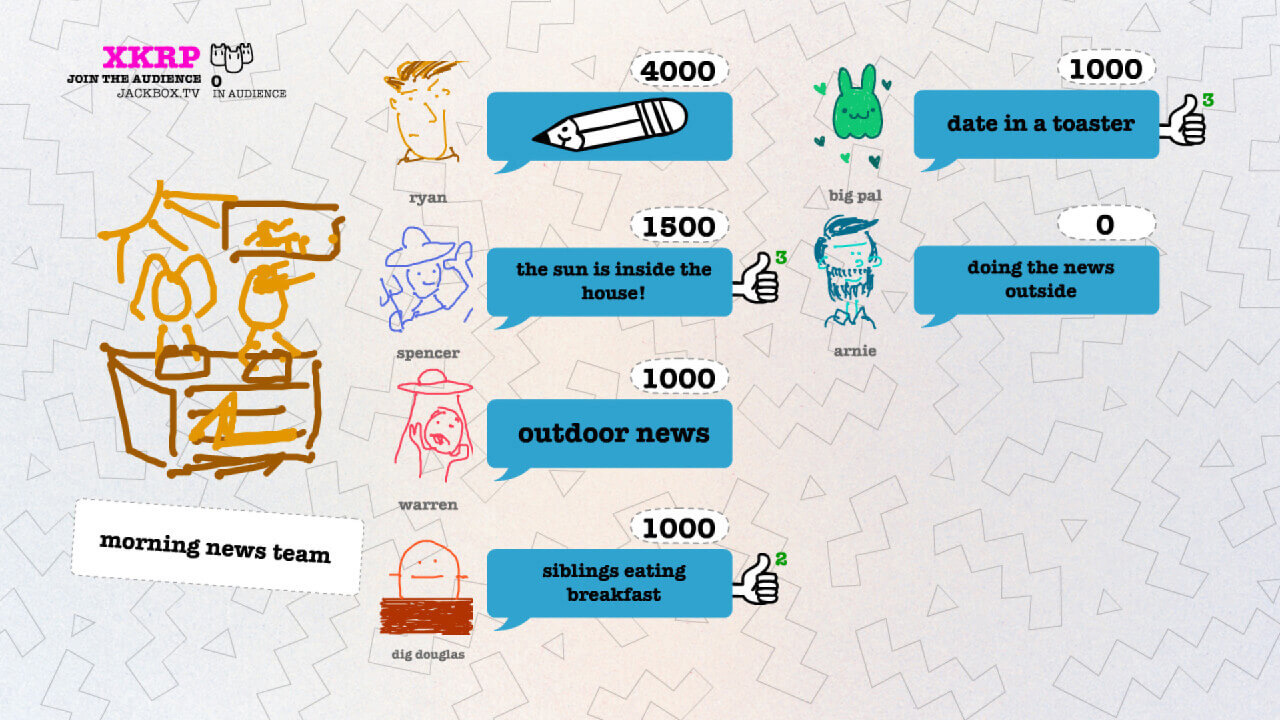 XKRP
JOIN THE AUDIENCE
JACKBOX.TV
0
IN AUDIENCE
morning news team
4000
ryan
1500
the sun is inside the
house!
3
spencer
1000
outdoor news
warren
1000
siblings eating
breakfast
2
dig douglas
1000
date in a toaster
3
big pal
0
doing the news
outside
arnie